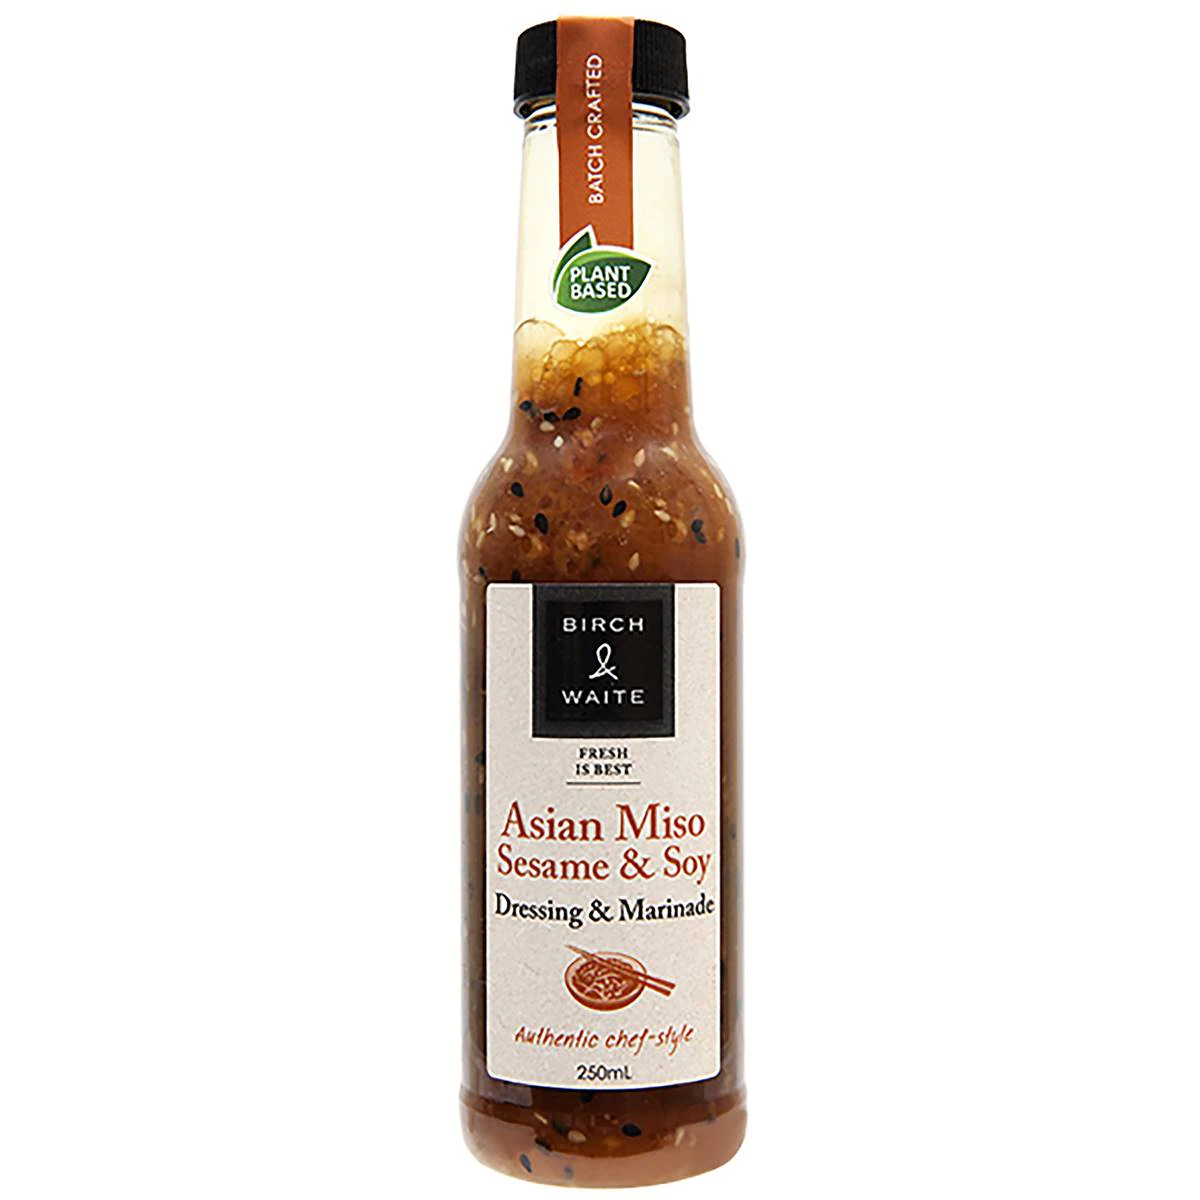 BATCH CRAFTED
PLANT
BASED
BIRCH
&
WAITE
FRESH
IS BEST
Asian Miso
Sesame & Soy
Dressing & Marinade
Authentic chef-style
250mL